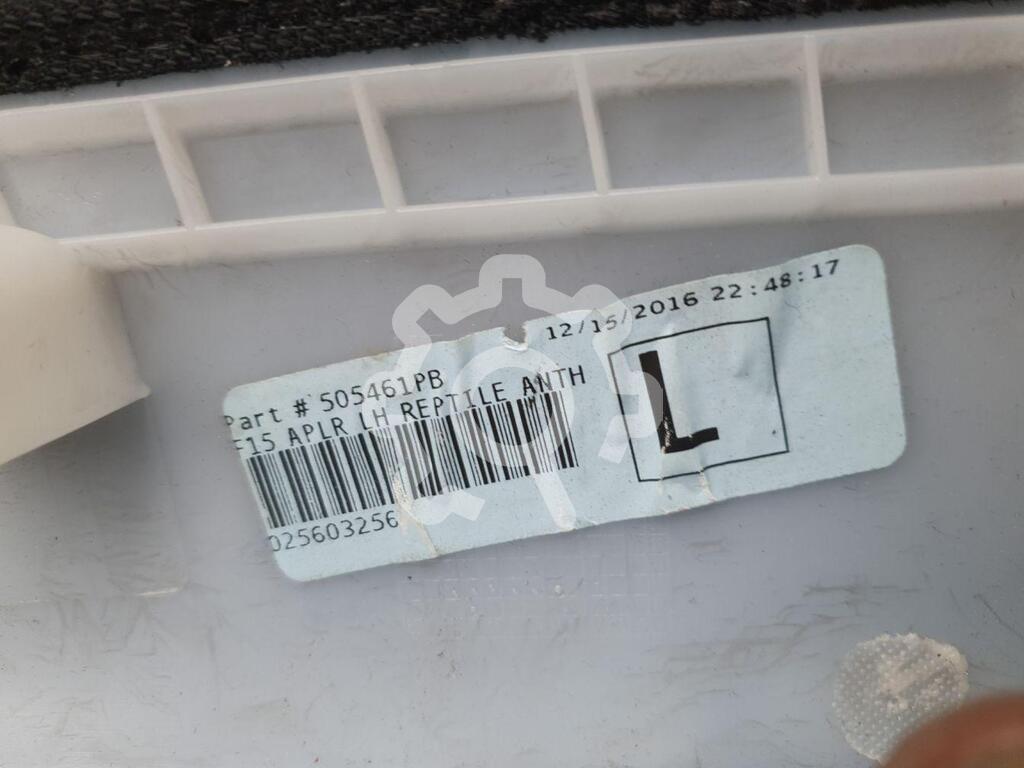 12/15/2016 22:48:17
Part # 505461PB
F15 APLR LH REPTILE ANTH
L
025603256